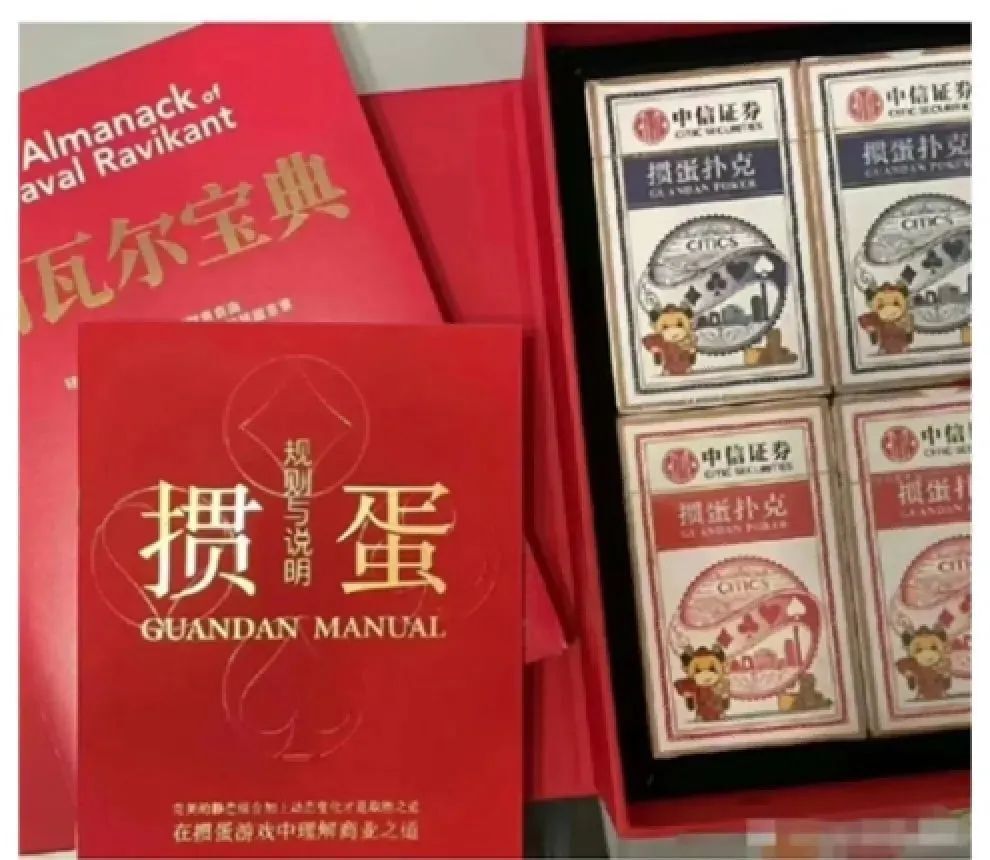 Almanack of
aval Ravikant
瓦尔宝典
规则与说明
掼蛋
GUANDAN MANUAL
在掼蛋游戏中理解商业之道
中信证券
CITIC SECURITIES
掼蛋扑克
GUANDAN POKER
CITICS
中信证券
CITIC SECURITIES
掼蛋扑克
GUANDAN POKER
CITICS
中信证券
CITIC SECURITIES
掼蛋扑克
GUANDAN POKER
CITICS
中信证
CITIC SECURITIES
掼蛋扑
GUANDAN
CITICS